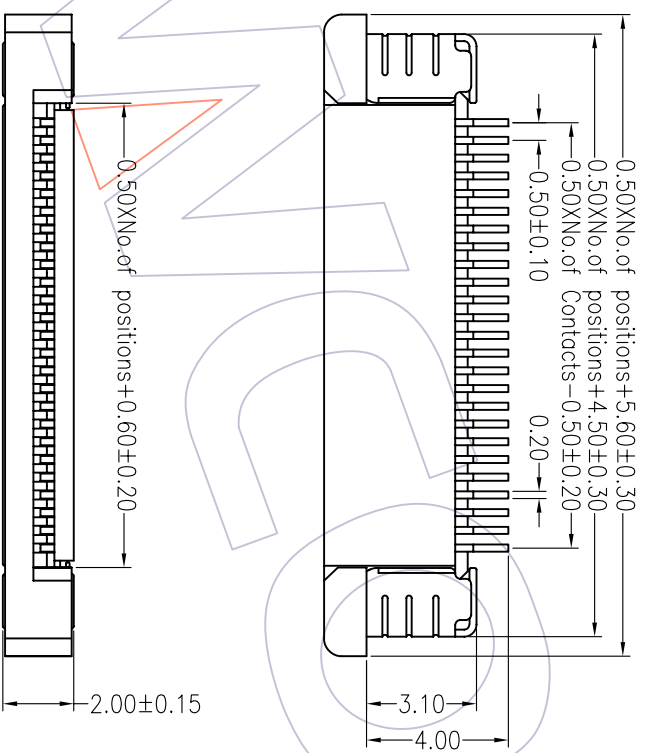 0.50XNo.of positions+5.60±0.30
0.50XNo.of positions+4.50±0.30
0.50XNo.of Contacts-0.50±0.20
0.50±0.10
0.20
0.50XNo.of positions+0.60±0.20
3.10
4.00
2.00±0.15